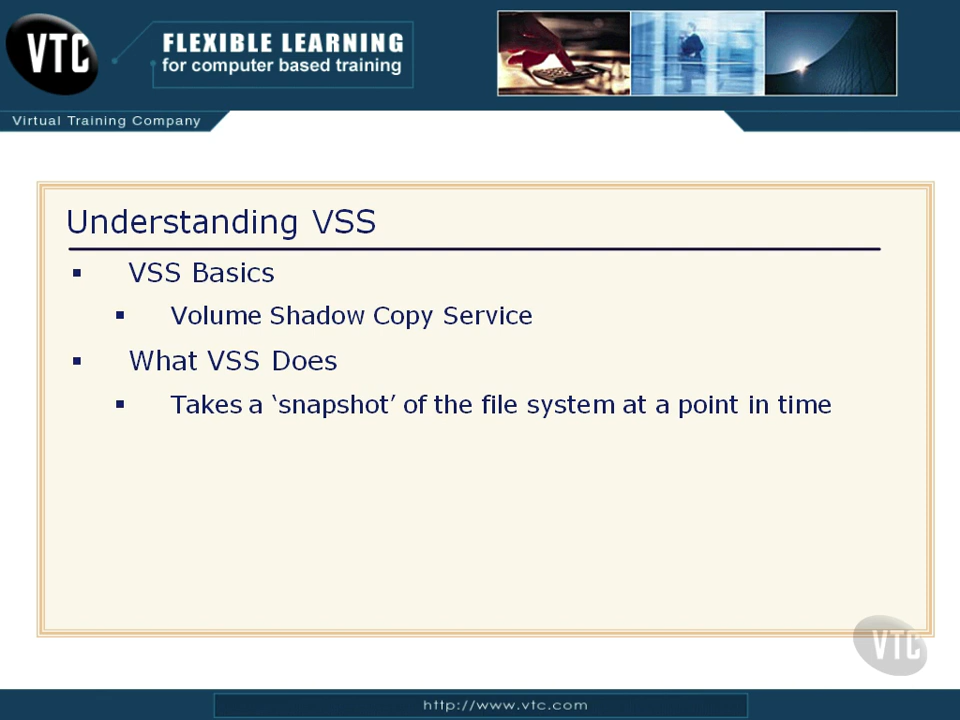 VTC
FLEXIBLE LEARNING
for computer based training
Virtual Training Company
Understanding VSS
▪ VSS Basics
▪ Volume Shadow Copy Service
▪ What VSS Does
▪ Takes a ‘snapshot’ of the file system at a point in time
VTC
http://www.vtc.com